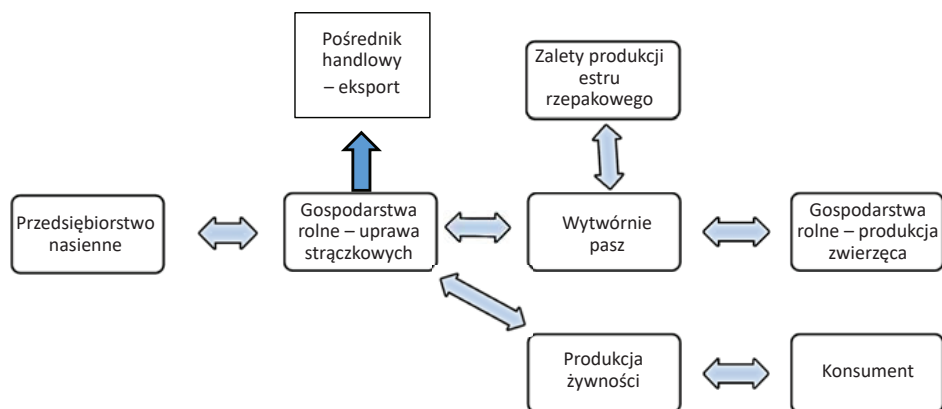 Pośrednik
handlowy
– eksport
Zalety produkcji
estru
rzepakowego
Przedsiębiorstwo
nasienne
Gospodarstwa
rolne – uprawa
strączkowych
Wytwórnie
pasz
Gospodarstwa
rolne – produkcja
zwierzęca
Produkcja
żywności
Konsument